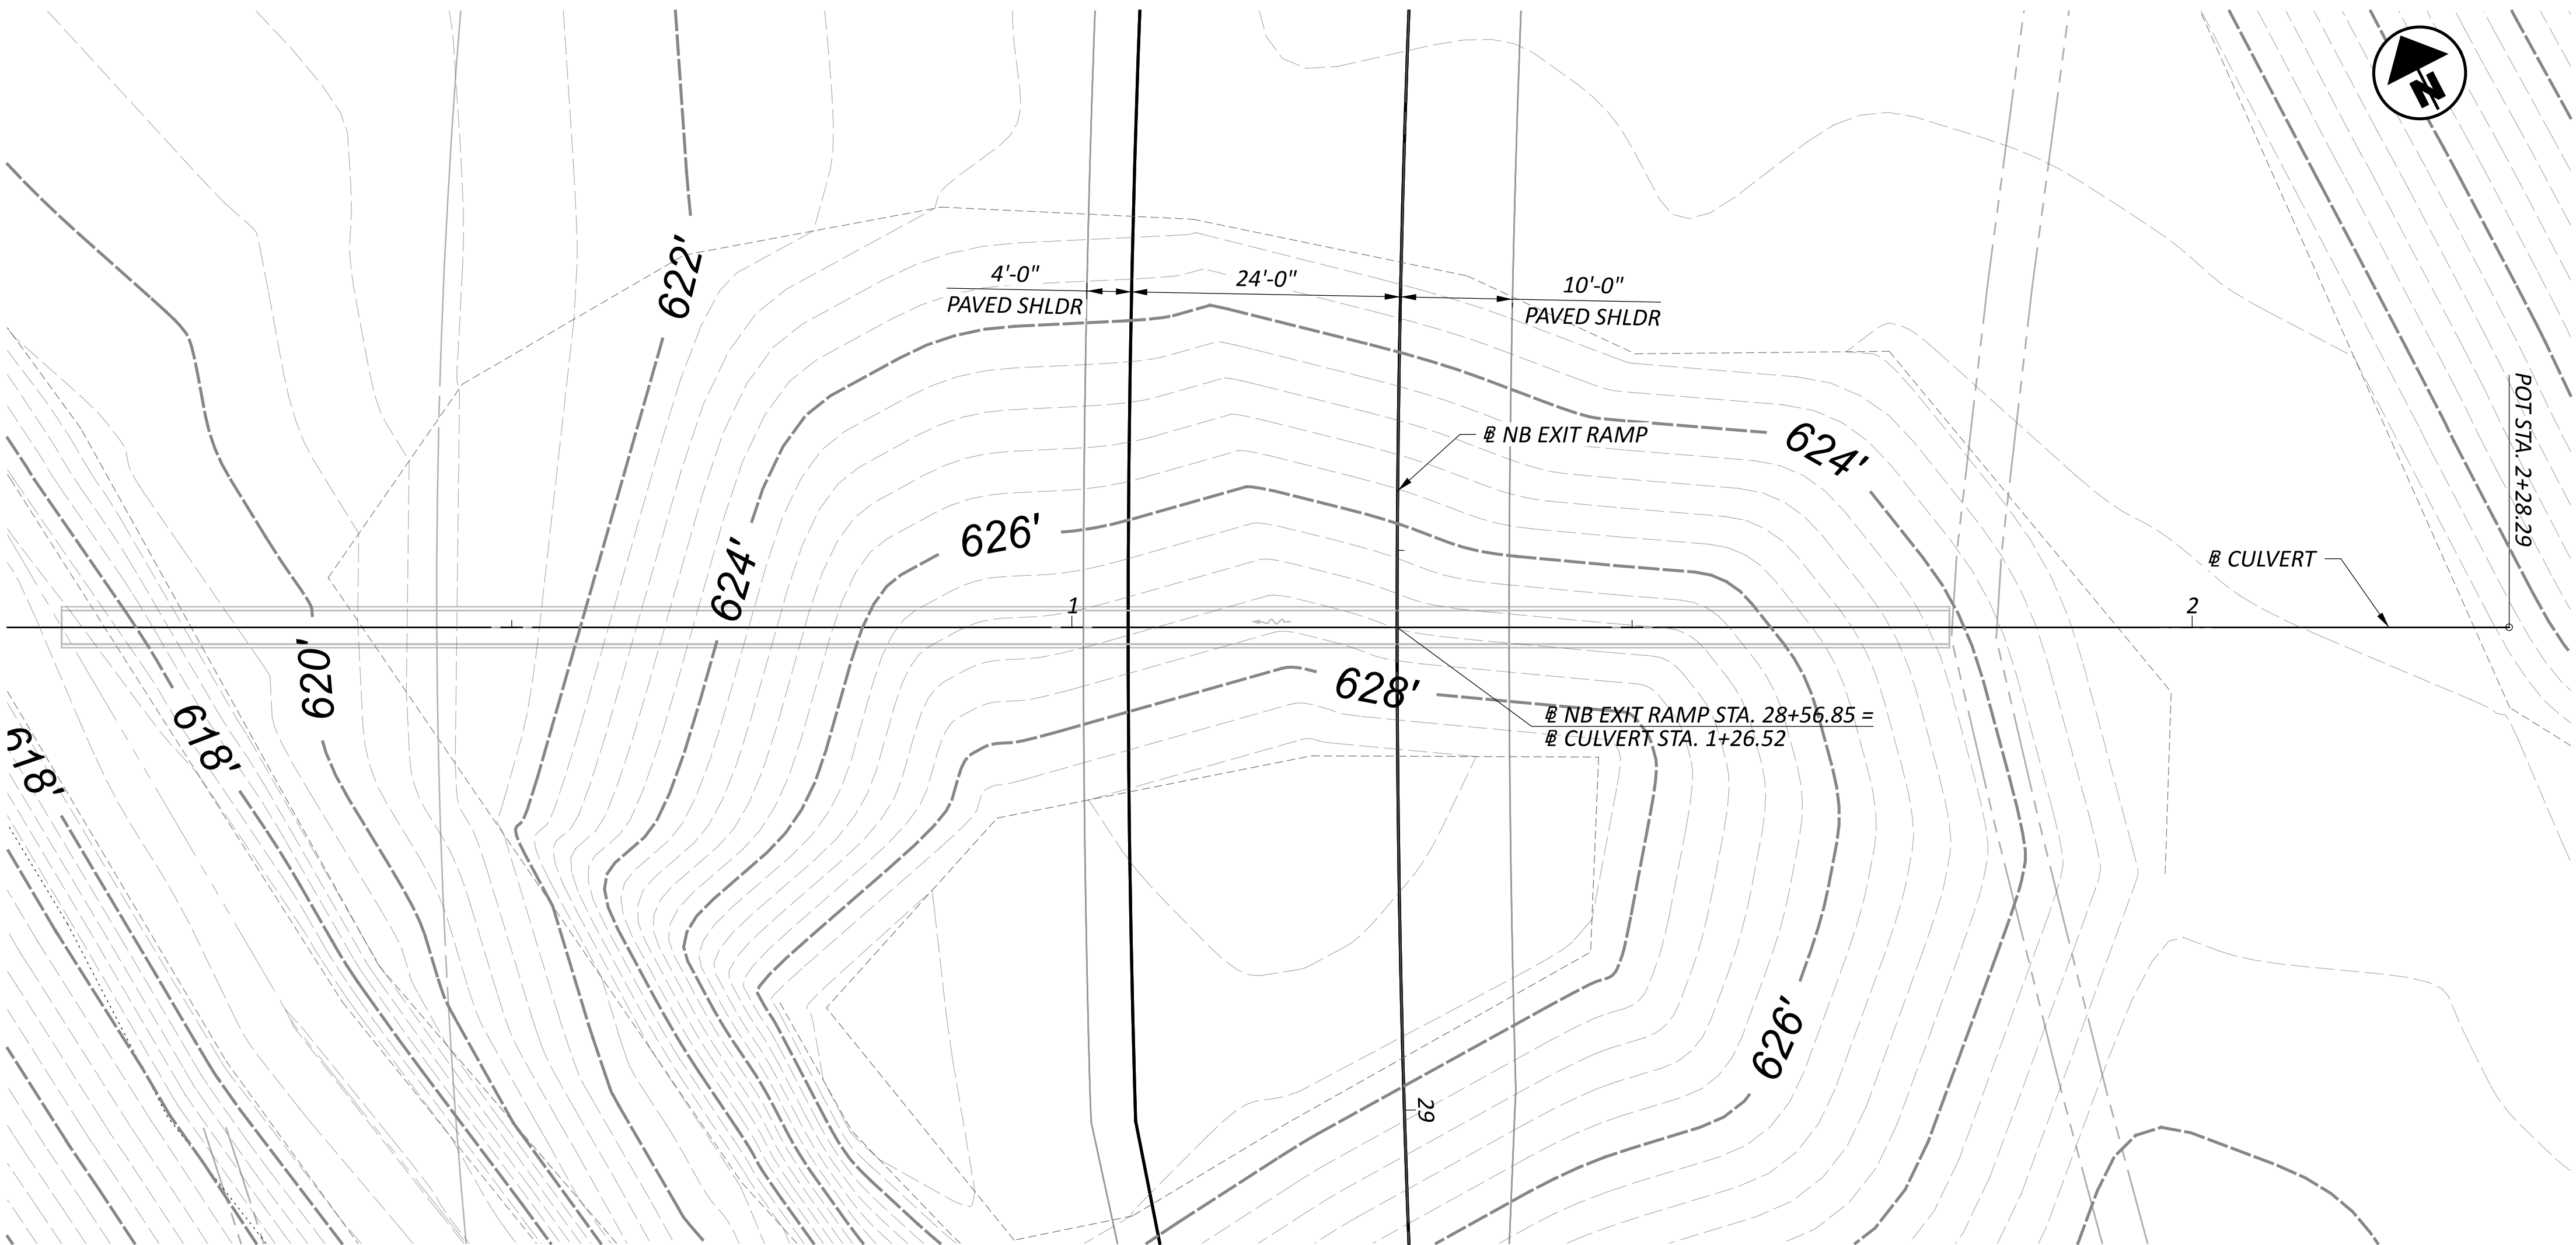 N
622'
4'-0"
PAVED SHLDR
24'-0"
10'-0"
PAVED SHLDR
POT STA. 2+28.29
℄ NB EXIT RAMP
624'
626'
624'
℄ CULVERT
1
2
620'
628'
618'
618'
℄ NB EXIT RAMP STA. 28+56.85 =
℄ CULVERT STA. 1+26.52
626'
29